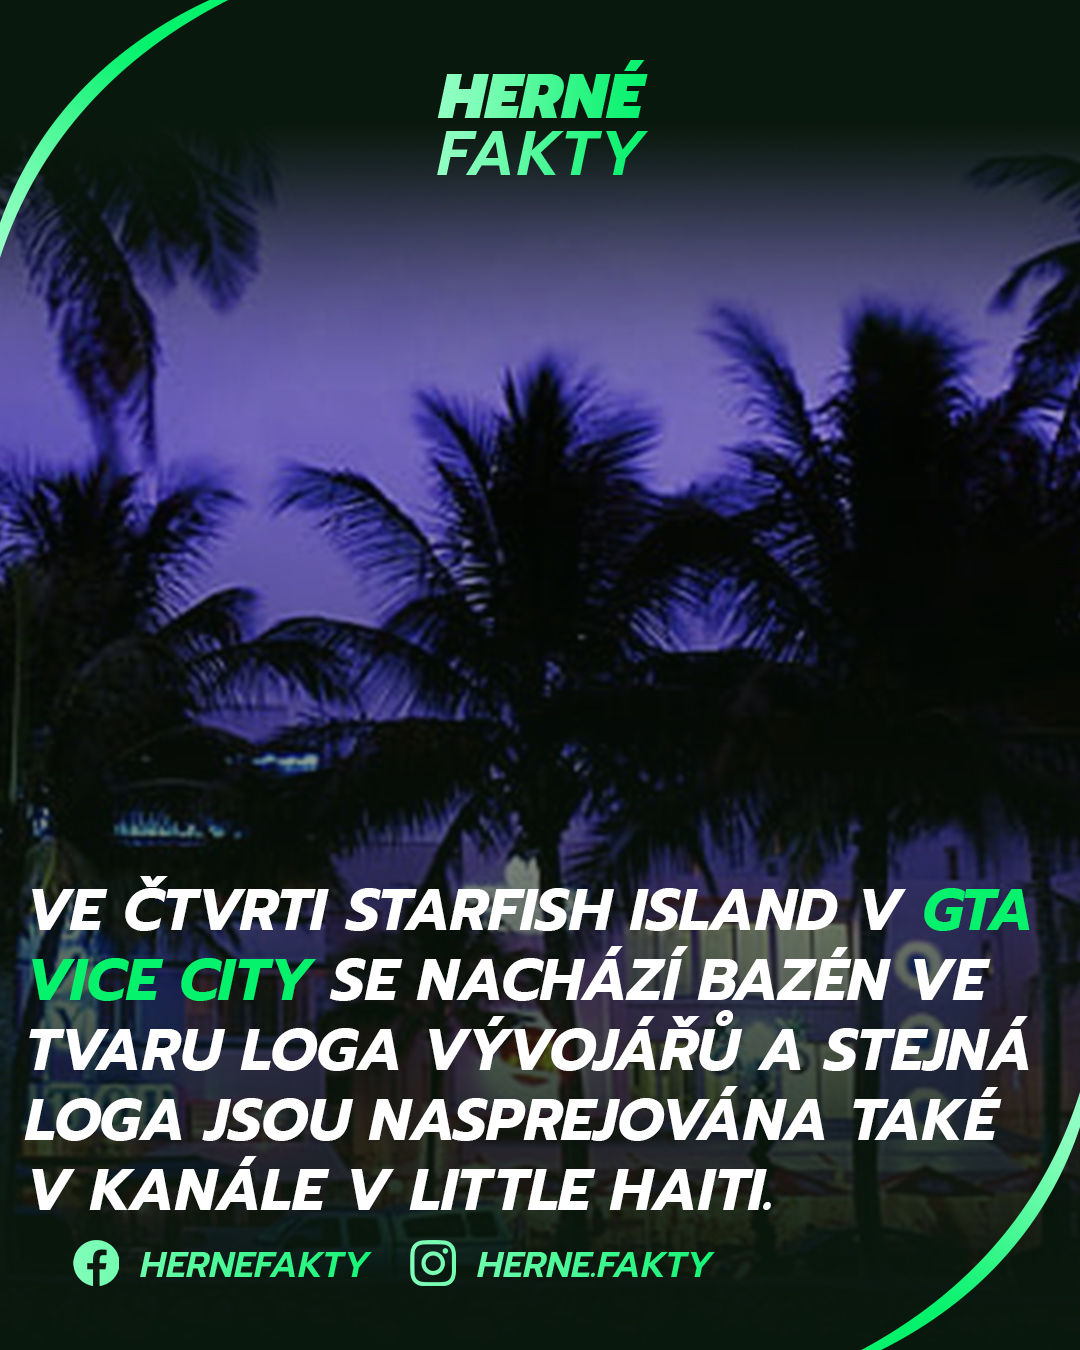 HERNÉ
FAKTY
VE ČTVRTI STARFISH ISLAND V GTA
VICE CITY SE NACHÁZÍ BAZÉN VE
TVARU LOGA VÝVOJÁŘŮ A STEJNÁ
LOGA JSOU NASPREJOVÁNA TAKÉ
V KANÁLE V LITTLE HAITI.
HERNEFAKTY HERNE.FAKTY